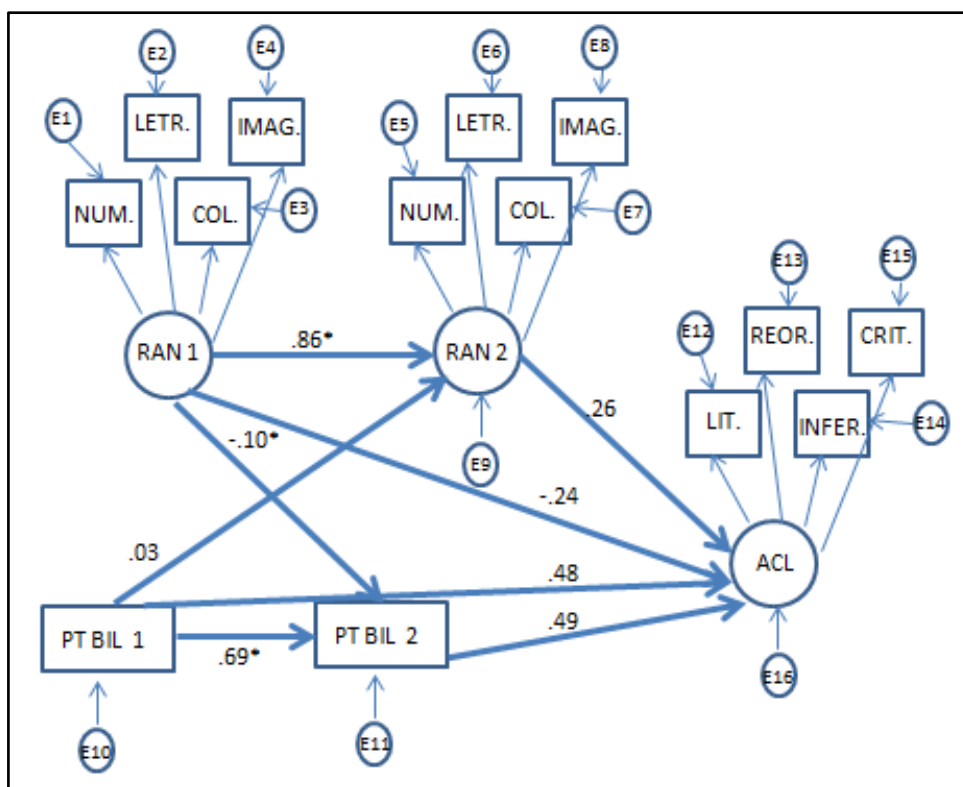 E2
E4
E6
E8
E1
LETR.
IMAG.
E5
LETR.
IMAG.
NUM.
COL.
E3
NUM.
COL.
E7
E13
E15
E12
REOR.
CRIT.
RAN 1
.86*
RAN 2
LIT.
INFER.
E14
.26
-.10*
E9
-.24
.03
.48
ACL
PT BIL 1
.69*
PT BIL 2
.49
E16
E10
E11